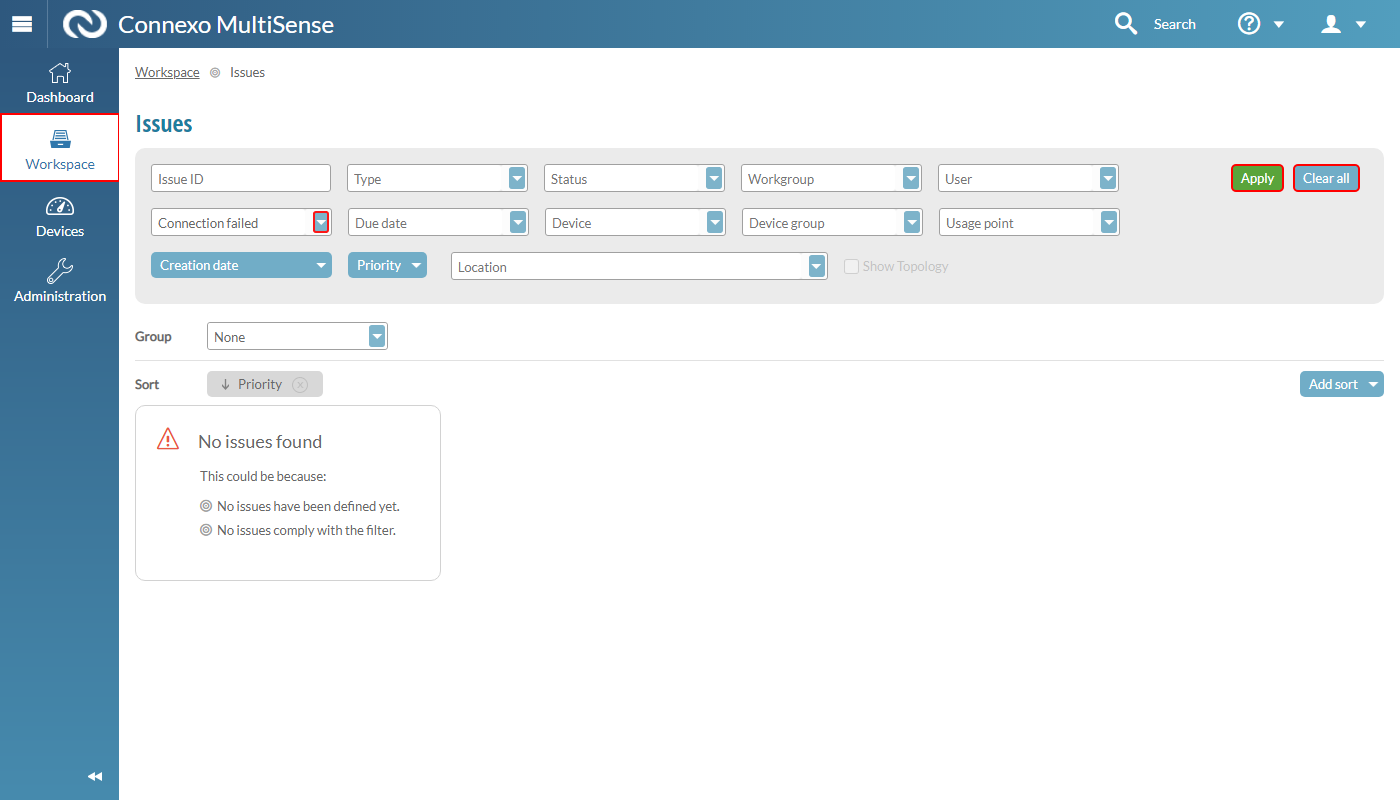 Connexo MultiSense
Search
Dashboard
Workspace
Devices
Administration
Workspace Issues
Issues
Issue ID Type Status Workgroup User Apply Clear all
Connection failed Due date Device Device group Usage point
Creation date Priority Location Show Topology
Group None
Sort Priority Add sort
No issues found
This could be because:
No issues have been defined yet.
No issues comply with the filter.